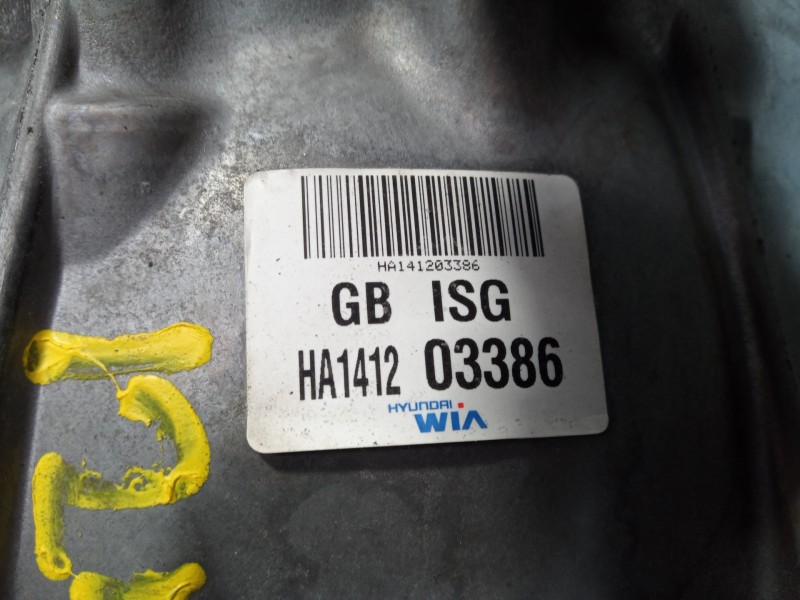 HA141203386
GB ISG
HA1412 03386
HYUNDAI
WIA